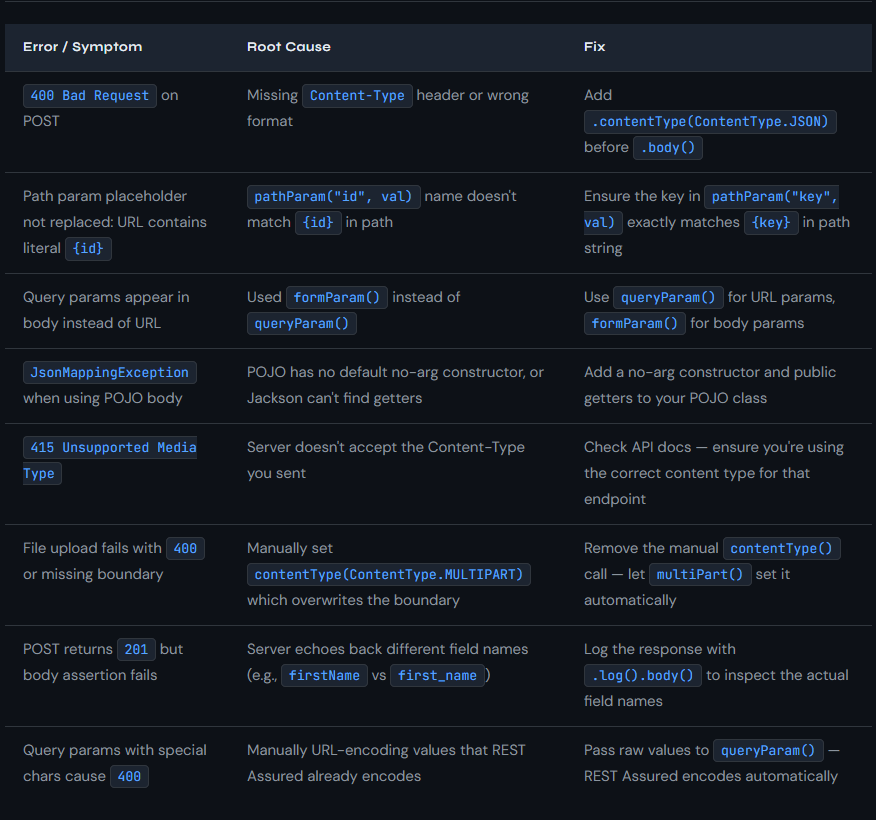 Error / Symptom Root Cause Fix
400 Bad Request on
POST
Missing Content-Type header or wrong
format
Add
.contentType(ContentType.JSON)
before .body()
Path param placeholder
not replaced: URL contains
literal {id}
pathParam("id", val) name doesn't
match {id} in path
Ensure the key in pathParam("key",
val) exactly matches {key} in path
string
Query params appear in
body instead of URL
Used formParam() instead of
queryParam()
Use queryParam() for URL params,
formParam() for body params
JsonMappingException
when using POJO body
POJO has no default no-arg constructor, or
Jackson can't find getters
Add a no-arg constructor and public
getters to your POJO class
415 Unsupported Media
Type
Server doesn't accept the Content-Type
you sent
Check API docs — ensure you're using
the correct content type for that
endpoint
File upload fails with 400
or missing boundary
Manually set
contentType(ContentType.MULTIPART)
which overwrites the boundary
Remove the manual contentType()
call — let multiPart() set it
automatically
POST returns 201 but
body assertion fails
Server echoes back different field names
(e.g., firstName vs first_name)
Log the response with
.log().body() to inspect the actual
field names
Query params with special
chars cause 400
Manually URL-encoding values that REST
Assured already encodes
Pass raw values to queryParam() —
REST Assured encodes automatically